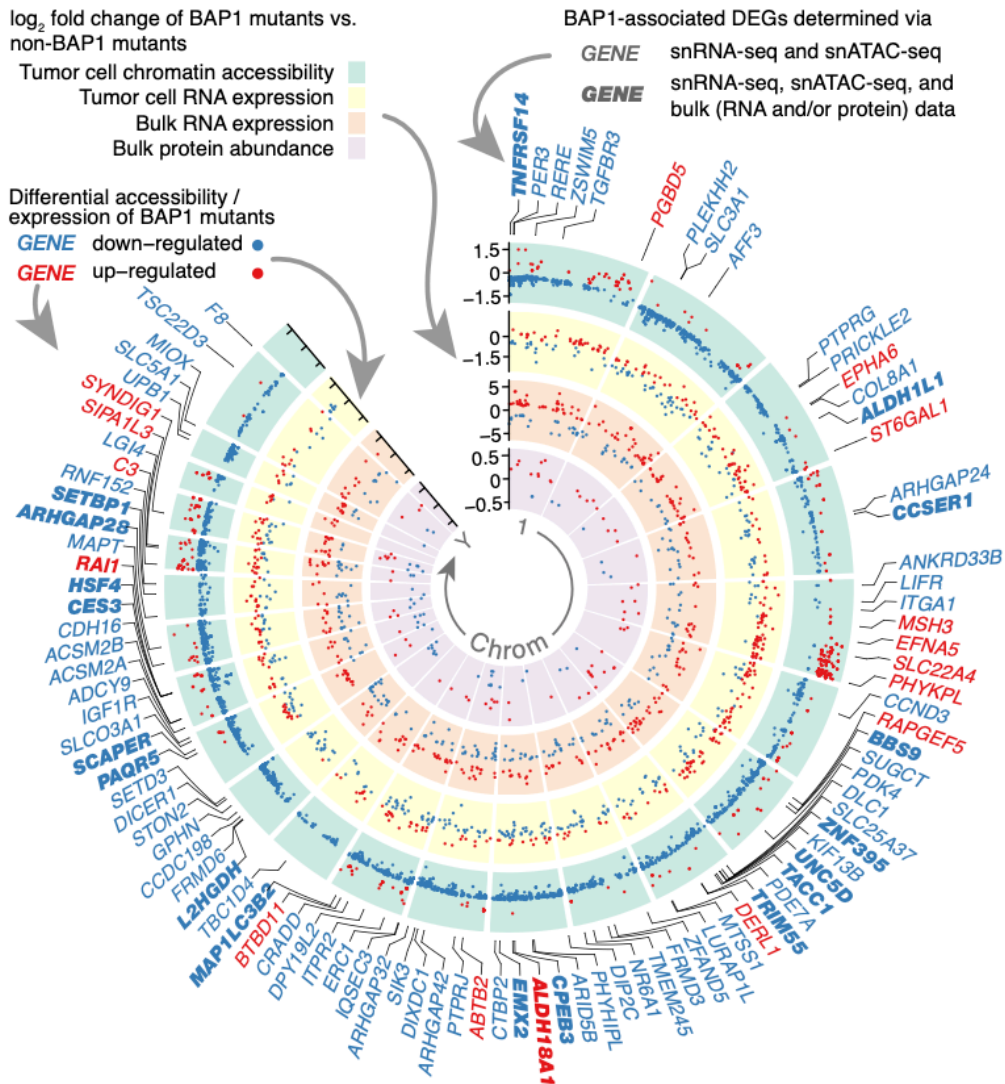 log2 fold change of BAP1 mutants vs.
non-BAP1 mutants
Tumor cell chromatin accessibility
Tumor cell RNA expression
Bulk RNA expression
Bulk protein abundance
Differential accessibility /
expression of BAP1 mutants
GENE down-regulated
GENE up-regulated
BAP1-associated DEGs determined via
GENE snRNA-seq and snATAC-seq
GENE snRNA-seq, snATAC-seq, and
bulk (RNA and/or protein) data
TNFRSF14
PER3
RERE
ZSWIM5
TGFBR3
PGBD5
PLEKHH2
SLC3A1
AFF3
PTPRG
PRICKLE2
EPHA6
COL8A1
ALDH1L1
ST6GAL1
ARHGAP24
CCSER1
ANKRD33B
LIFR
ITGA1
MSH3
EFNA5
SLC22A4
PHYKPL
CCND3
RAPGEF5
BBS9
SUGCT
PDK4
DLC1
SLC25A37
ZNF395
KIF13B
UNC5D
TACC1
PDE7A
TRIM55
DERL1
MTSS1
LURAP1L
ZFAND5
FRMD3
TMEM245
NR6A1
DIP2C
PHYHIPL
ARID5B
CPEB3
ALDH18A1
EMX2
CTBP2
ABTB2
PTPRJ
ARHGAP42
DIXDC1
SIK3
ARHGAP32
IQSEC3
ERC1
ITPR2
DPY19L2
CRADD
BTBD11
MAP1LC3B2
TBC1D4
L2HGDH
FRMD6
CCDC198
GPHN
STON2
DICER1
SETD3
PAQR5
SCAPER
SLCO3A1
IGF1R
ADCY9
ACSM2A
ACSM2B
CDH16
CES3
HSF4
RAI1
MAPT
ARHGAP28
SETBP1
RNF152
C3
LGI4
SIPA1L3
SYNDIG1
UPB1
SLC5A1
MIOX
TSC22D3
F8
1.5
0
−1.5
0
−1.5
5
0
−5
0.5
0
−0.5
1
Y
Chrom